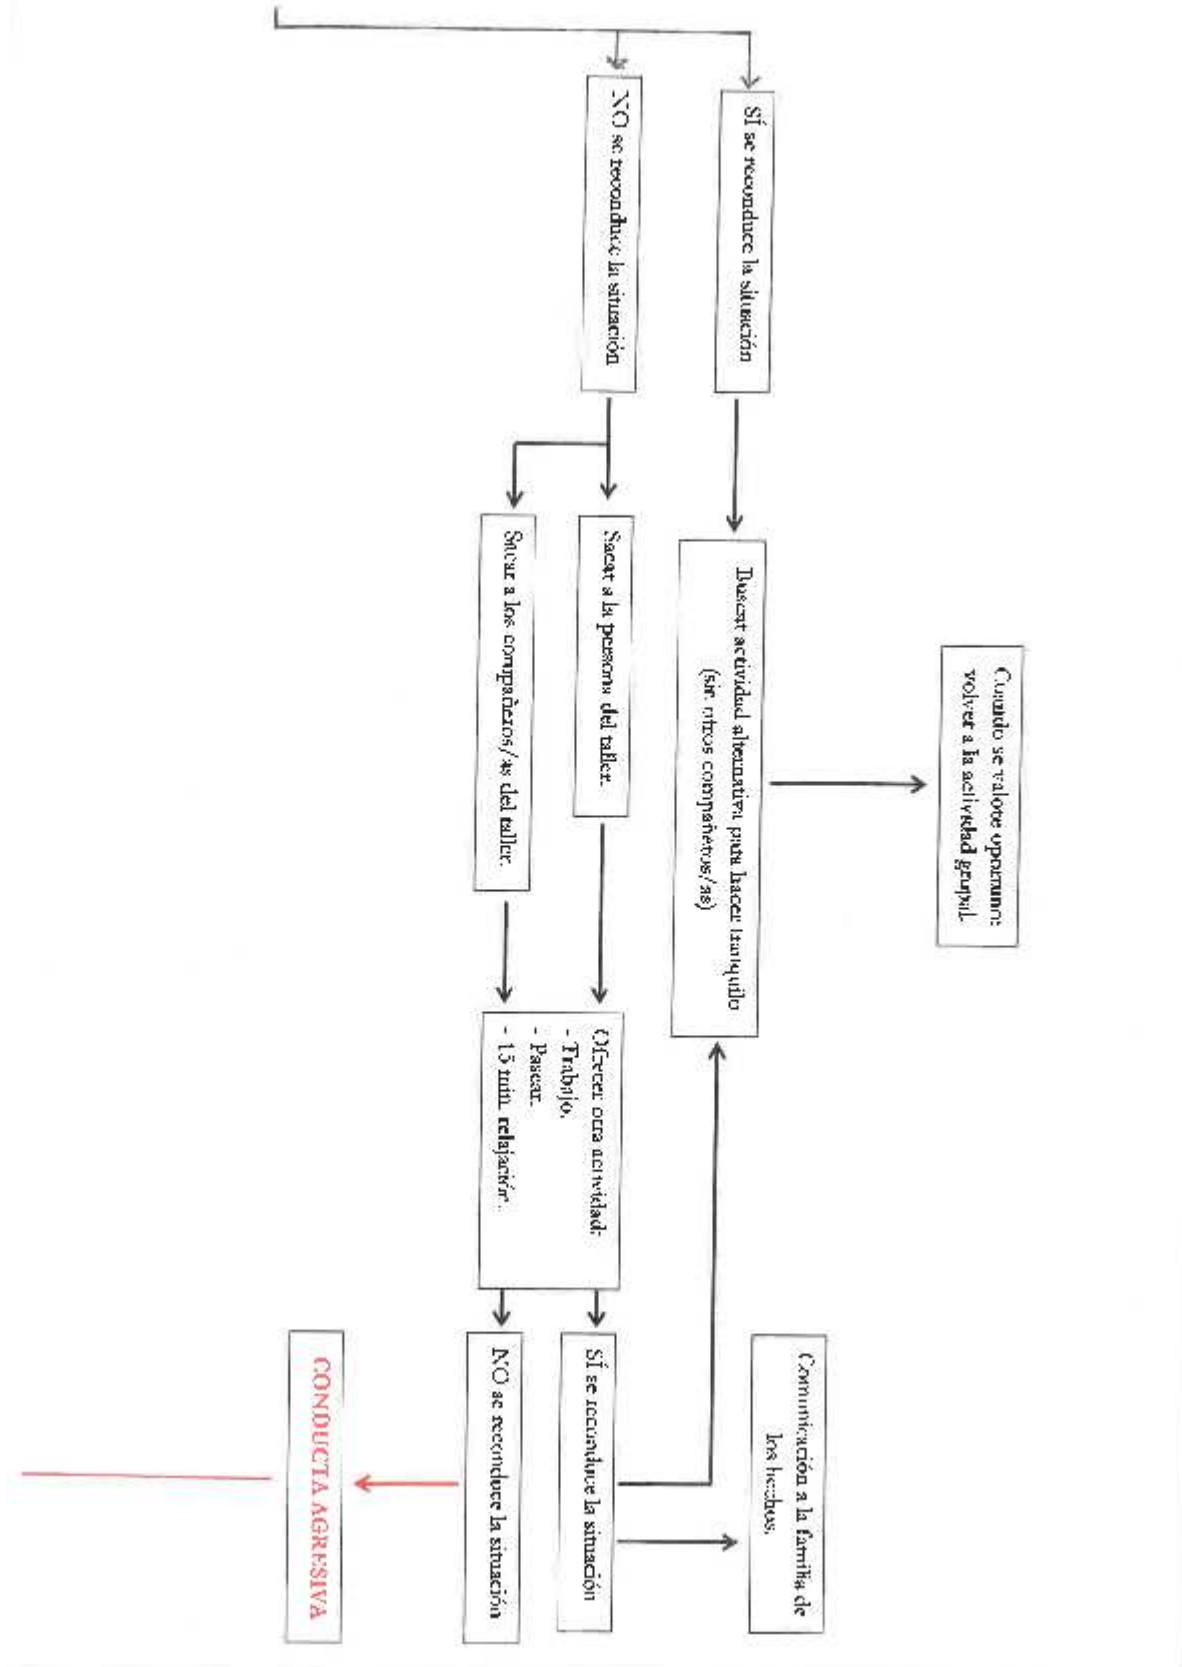 Cuando se valore oportuno:
volver a la actividad grupal.
Comunicación a la familia de
los hechos.
SÍ se reconduce la situación
Buscar actividad alternativa para hacer tranquilo
(sin otros compañeros/as)
NO se reconduce la situación
Sacar a la persona del taller.
Ofrecer otra actividad:
- Trabajo.
- Pasear.
- 15 min. relajación.
SÍ se reconduce la situación
Sacar a los compañeros/as del taller.
NO se reconduce la situación
CONDUCTA AGRESIVA